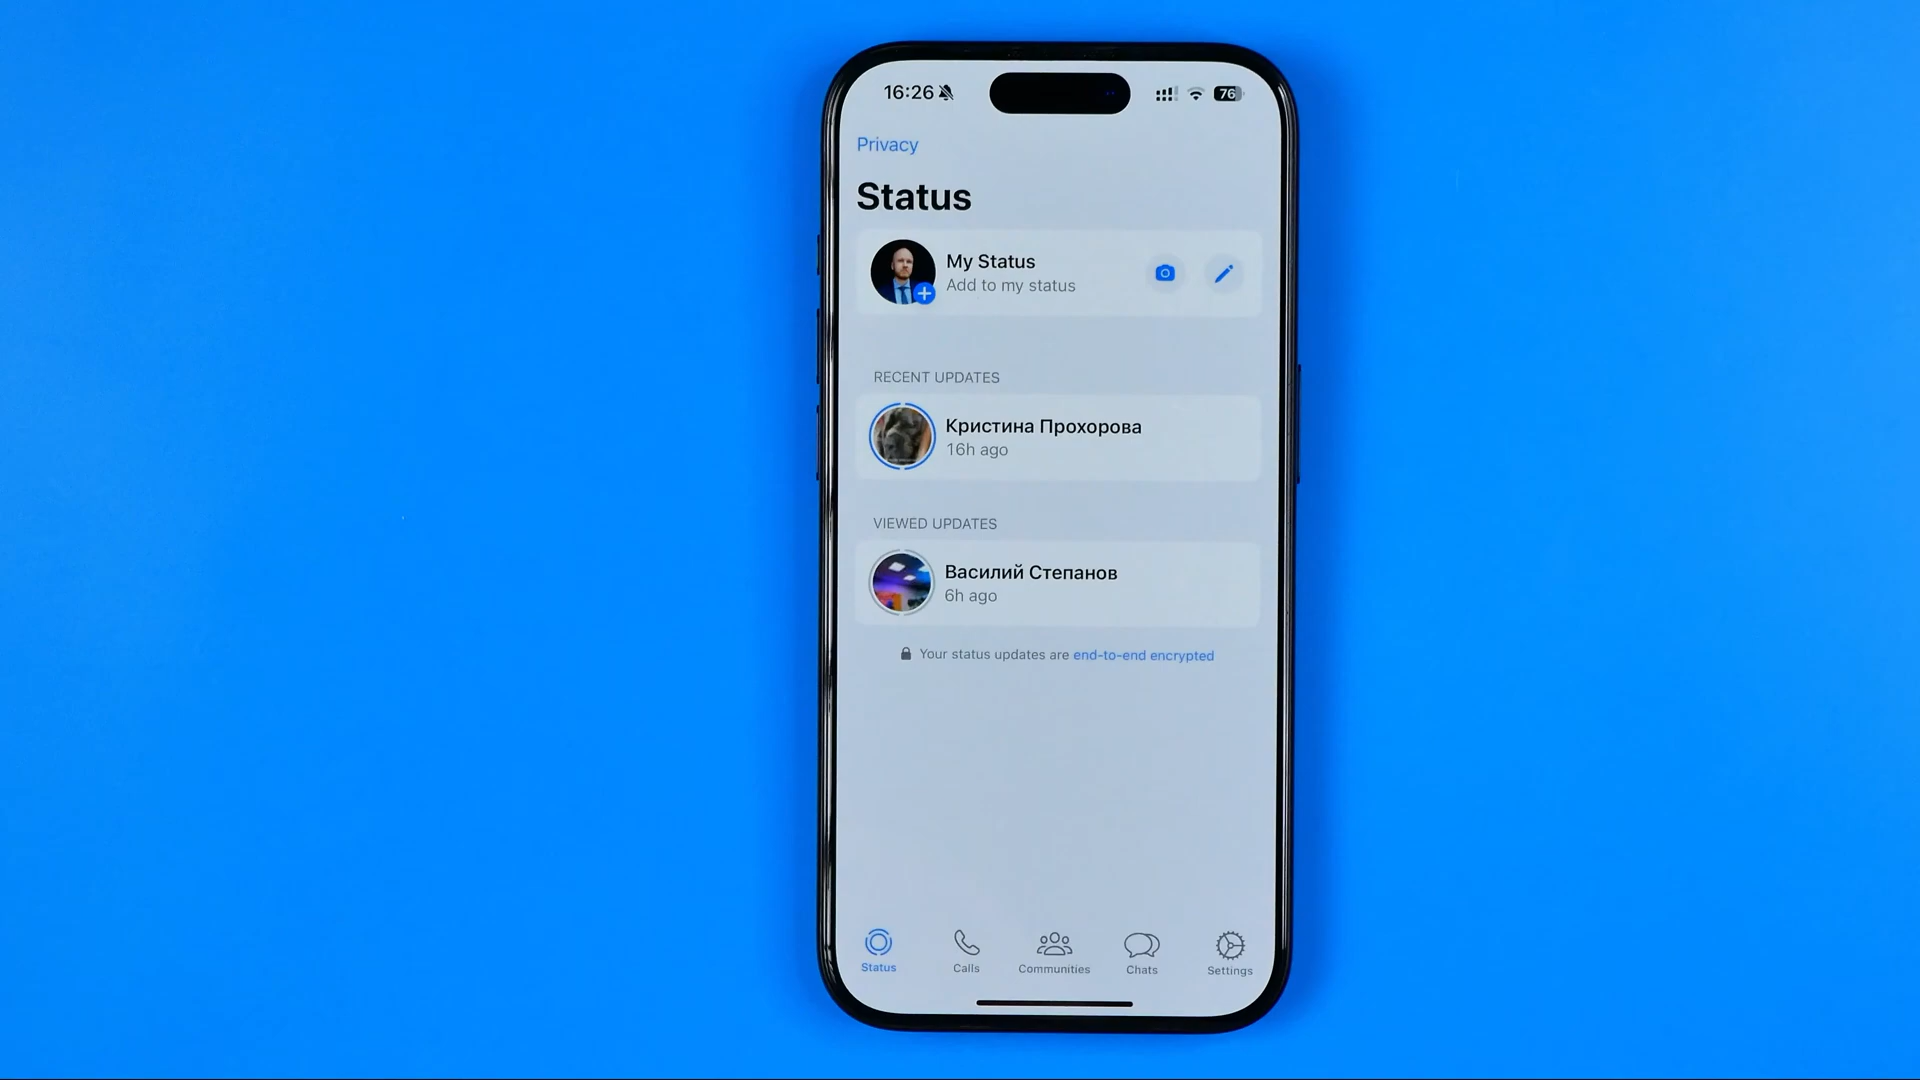 16:26
76
Privacy
Status
My Status
Add to my status
RECENT UPDATES
Кристина Прохорова
16h ago
VIEWED UPDATES
Василий Степанов
6h ago
Your status updates are end-to-end encrypted
Status
Calls
Communities
Chats
Settings